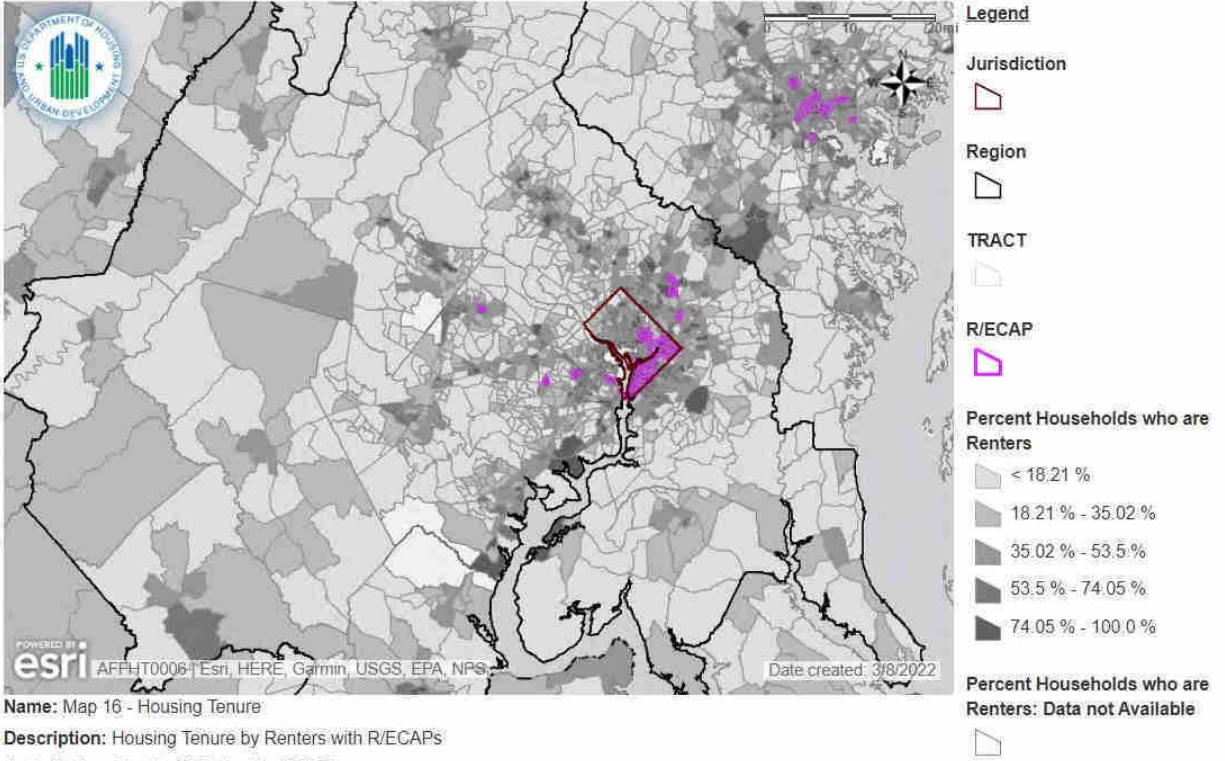 U.S. DEPARTMENT OF HOUSING AND URBAN DEVELOPMENT
0 10 20mi
N
W E
S
POWERED BY
esri
AFFHT0006 | Esri, HERE, Garmin, USGS, EPA, NPS
Date created: 3/8/2022
Name: Map 16 - Housing Tenure
Description: Housing Tenure by Renters with R/ECAPs
Legend
Jurisdiction
Region
TRACT
R/ECAP
Percent Households who are
Renters
< 18.21 %
18.21 % - 35.02 %
35.02 % - 53.5 %
53.5 % - 74.05 %
74.05 % - 100.0 %
Percent Households who are
Renters: Data not Available